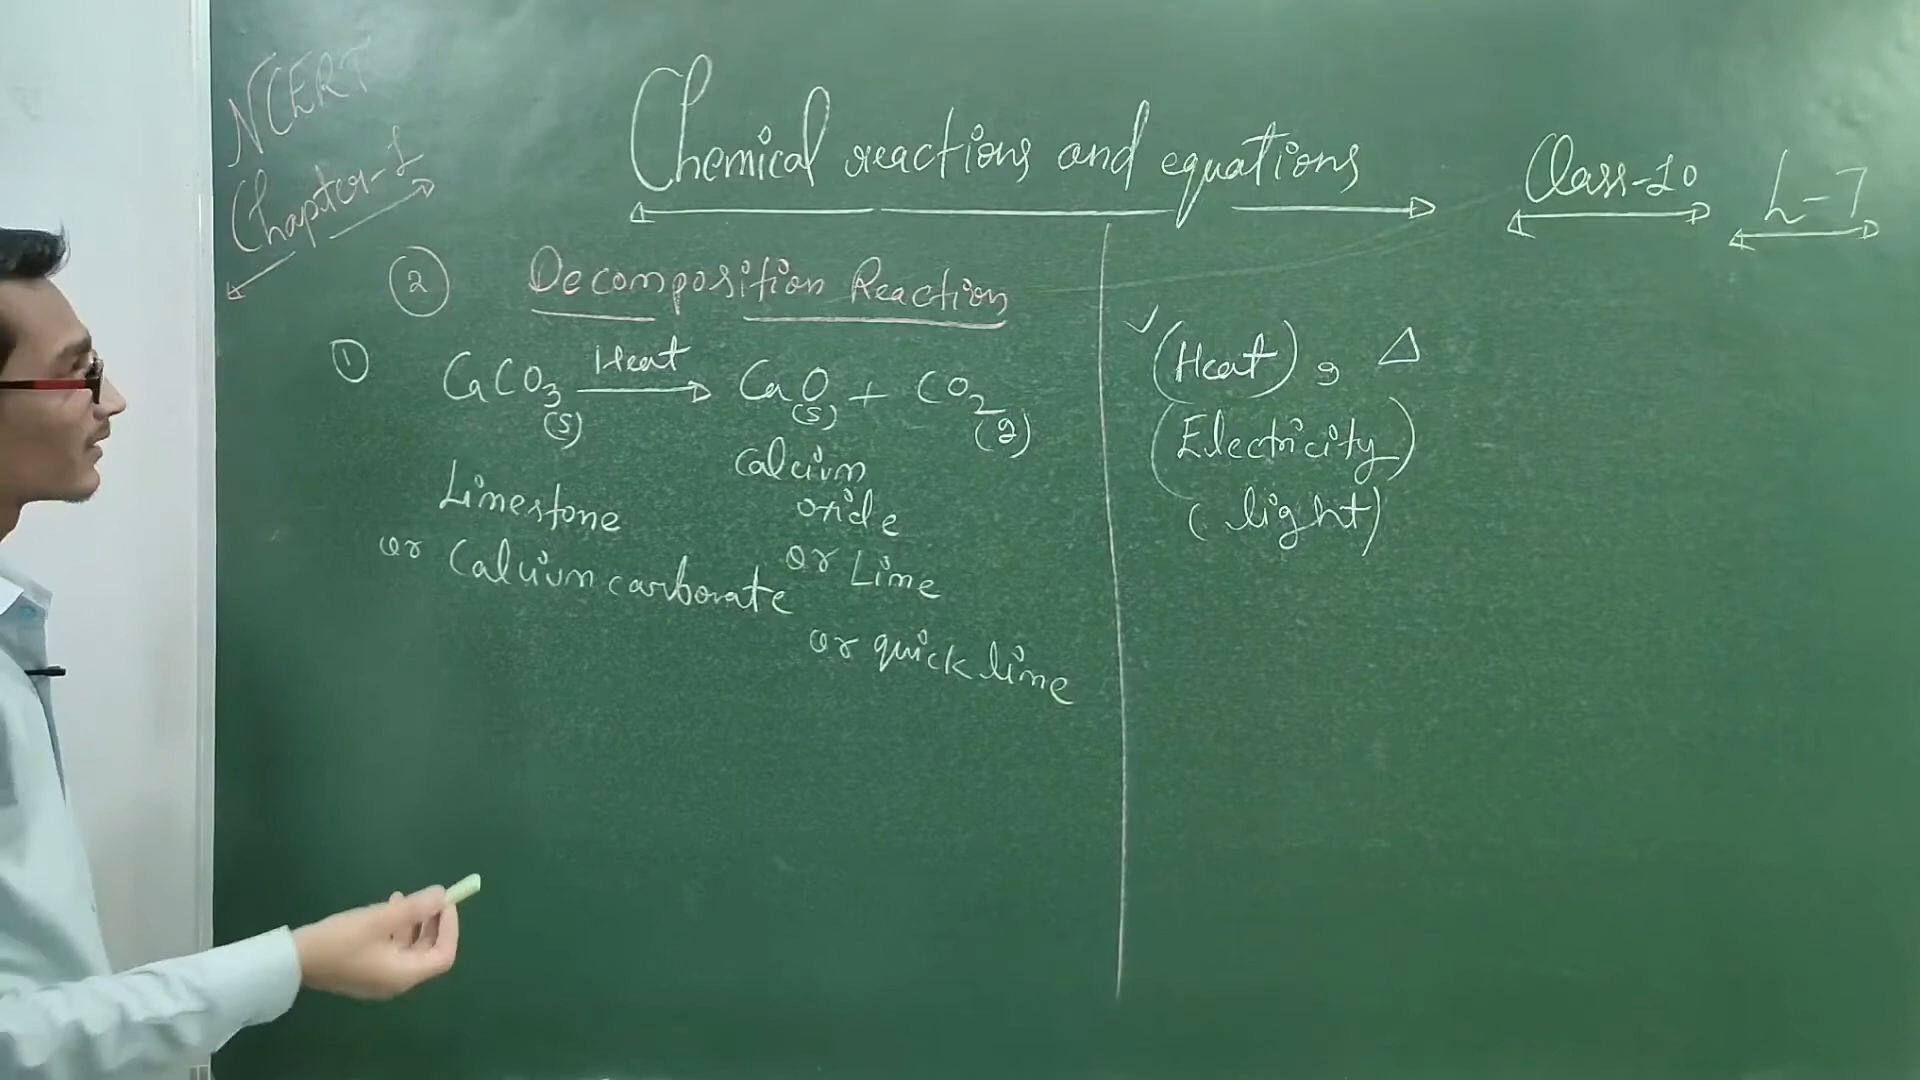 NCERT
Chapter-1
Chemical reactions and equations
Class-10
L-7
② Decomposition Reaction
① CaCO₃(s) —Heat→ CaO(s) + CO₂(g)
Limestone
or Calcium carbonate
Calcium
oxide
or Lime
or quick lime
✓ (Heat), Δ
(Electricity)
(light)